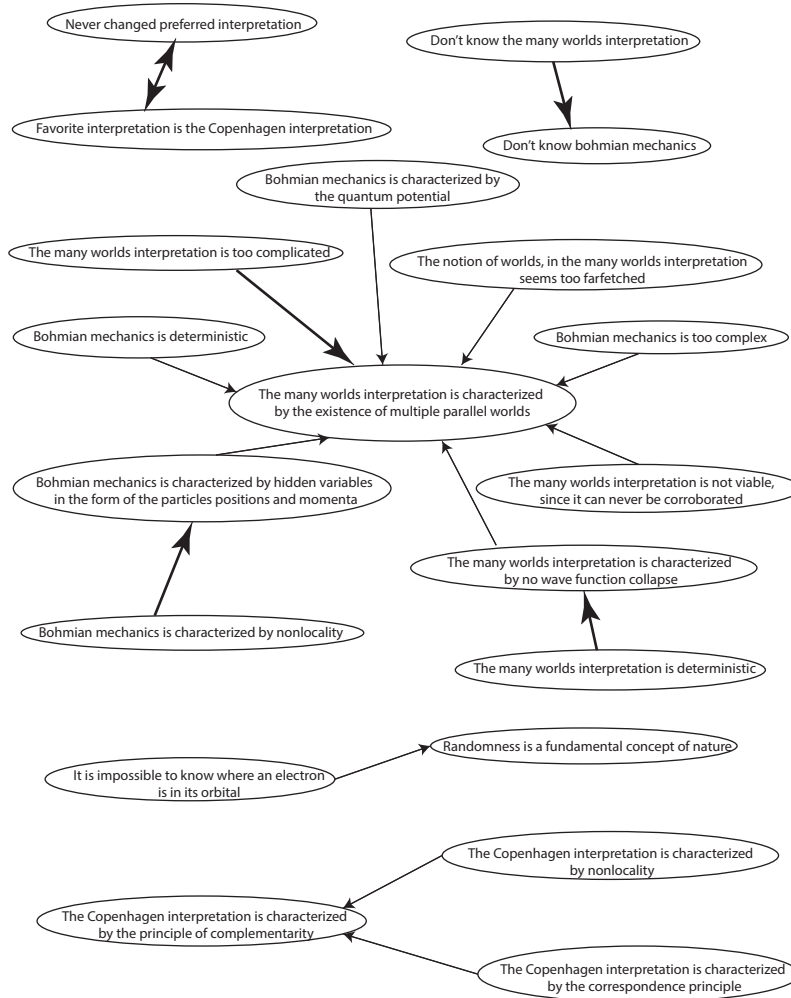 Never changed preferred interpretation
Don't know the many worlds interpretation
Favorite interpretation is the Copenhagen interpretation
Don't know bohmian mechanics
Bohmian mechanics is characterized by
the quantum potential
The many worlds interpretation is too complicated
The notion of worlds, in the many worlds interpretation
seems too farfetched
Bohmian mechanics is deterministic
Bohmian mechanics is too complex
The many worlds interpretation is characterized
by the existence of multiple parallel worlds
Bohmian mechanics is characterized by hidden variables
in the form of the particles positions and momenta
The many worlds interpretation is not viable,
since it can never be corroborated
The many worlds interpretation is characterized
by no wave function collapse
Bohmian mechanics is characterized by nonlocality
The many worlds interpretation is deterministic
Randomness is a fundamental concept of nature
It is impossible to know where an electron
is in its orbital
The Copenhagen interpretation is characterized
by nonlocality
The Copenhagen interpretation is characterized
by the principle of complementarity
The Copenhagen interpretation is characterized
by the correspondence principle